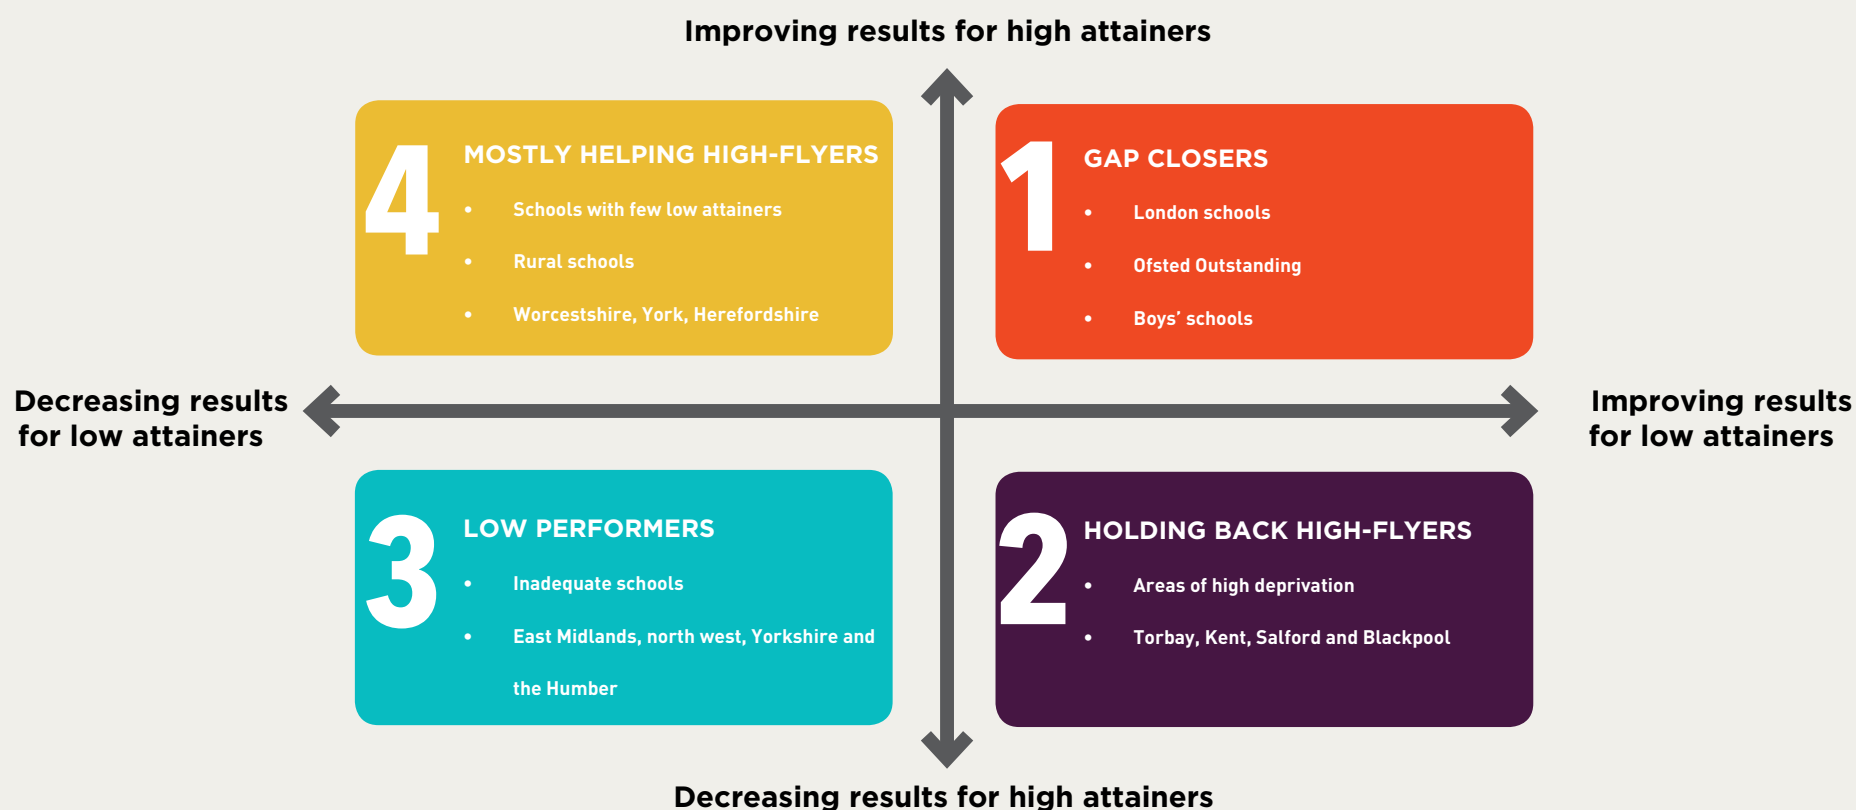 Improving results for high attainers
4
MOSTLY HELPING HIGH-FLYERS
• Schools with few low attainers
• Rural schools
• Worcestshire, York, Herefordshire
1
GAP CLOSERS
• London schools
• Ofsted Outstanding
• Boys’ schools
Decreasing results
for low attainers
Improving results
for low attainers
3
LOW PERFORMERS
• Inadequate schools
• East Midlands, north west, Yorkshire and
the Humber
2
HOLDING BACK HIGH-FLYERS
• Areas of high deprivation
• Torbay, Kent, Salford and Blackpool
Decreasing results for high attainers